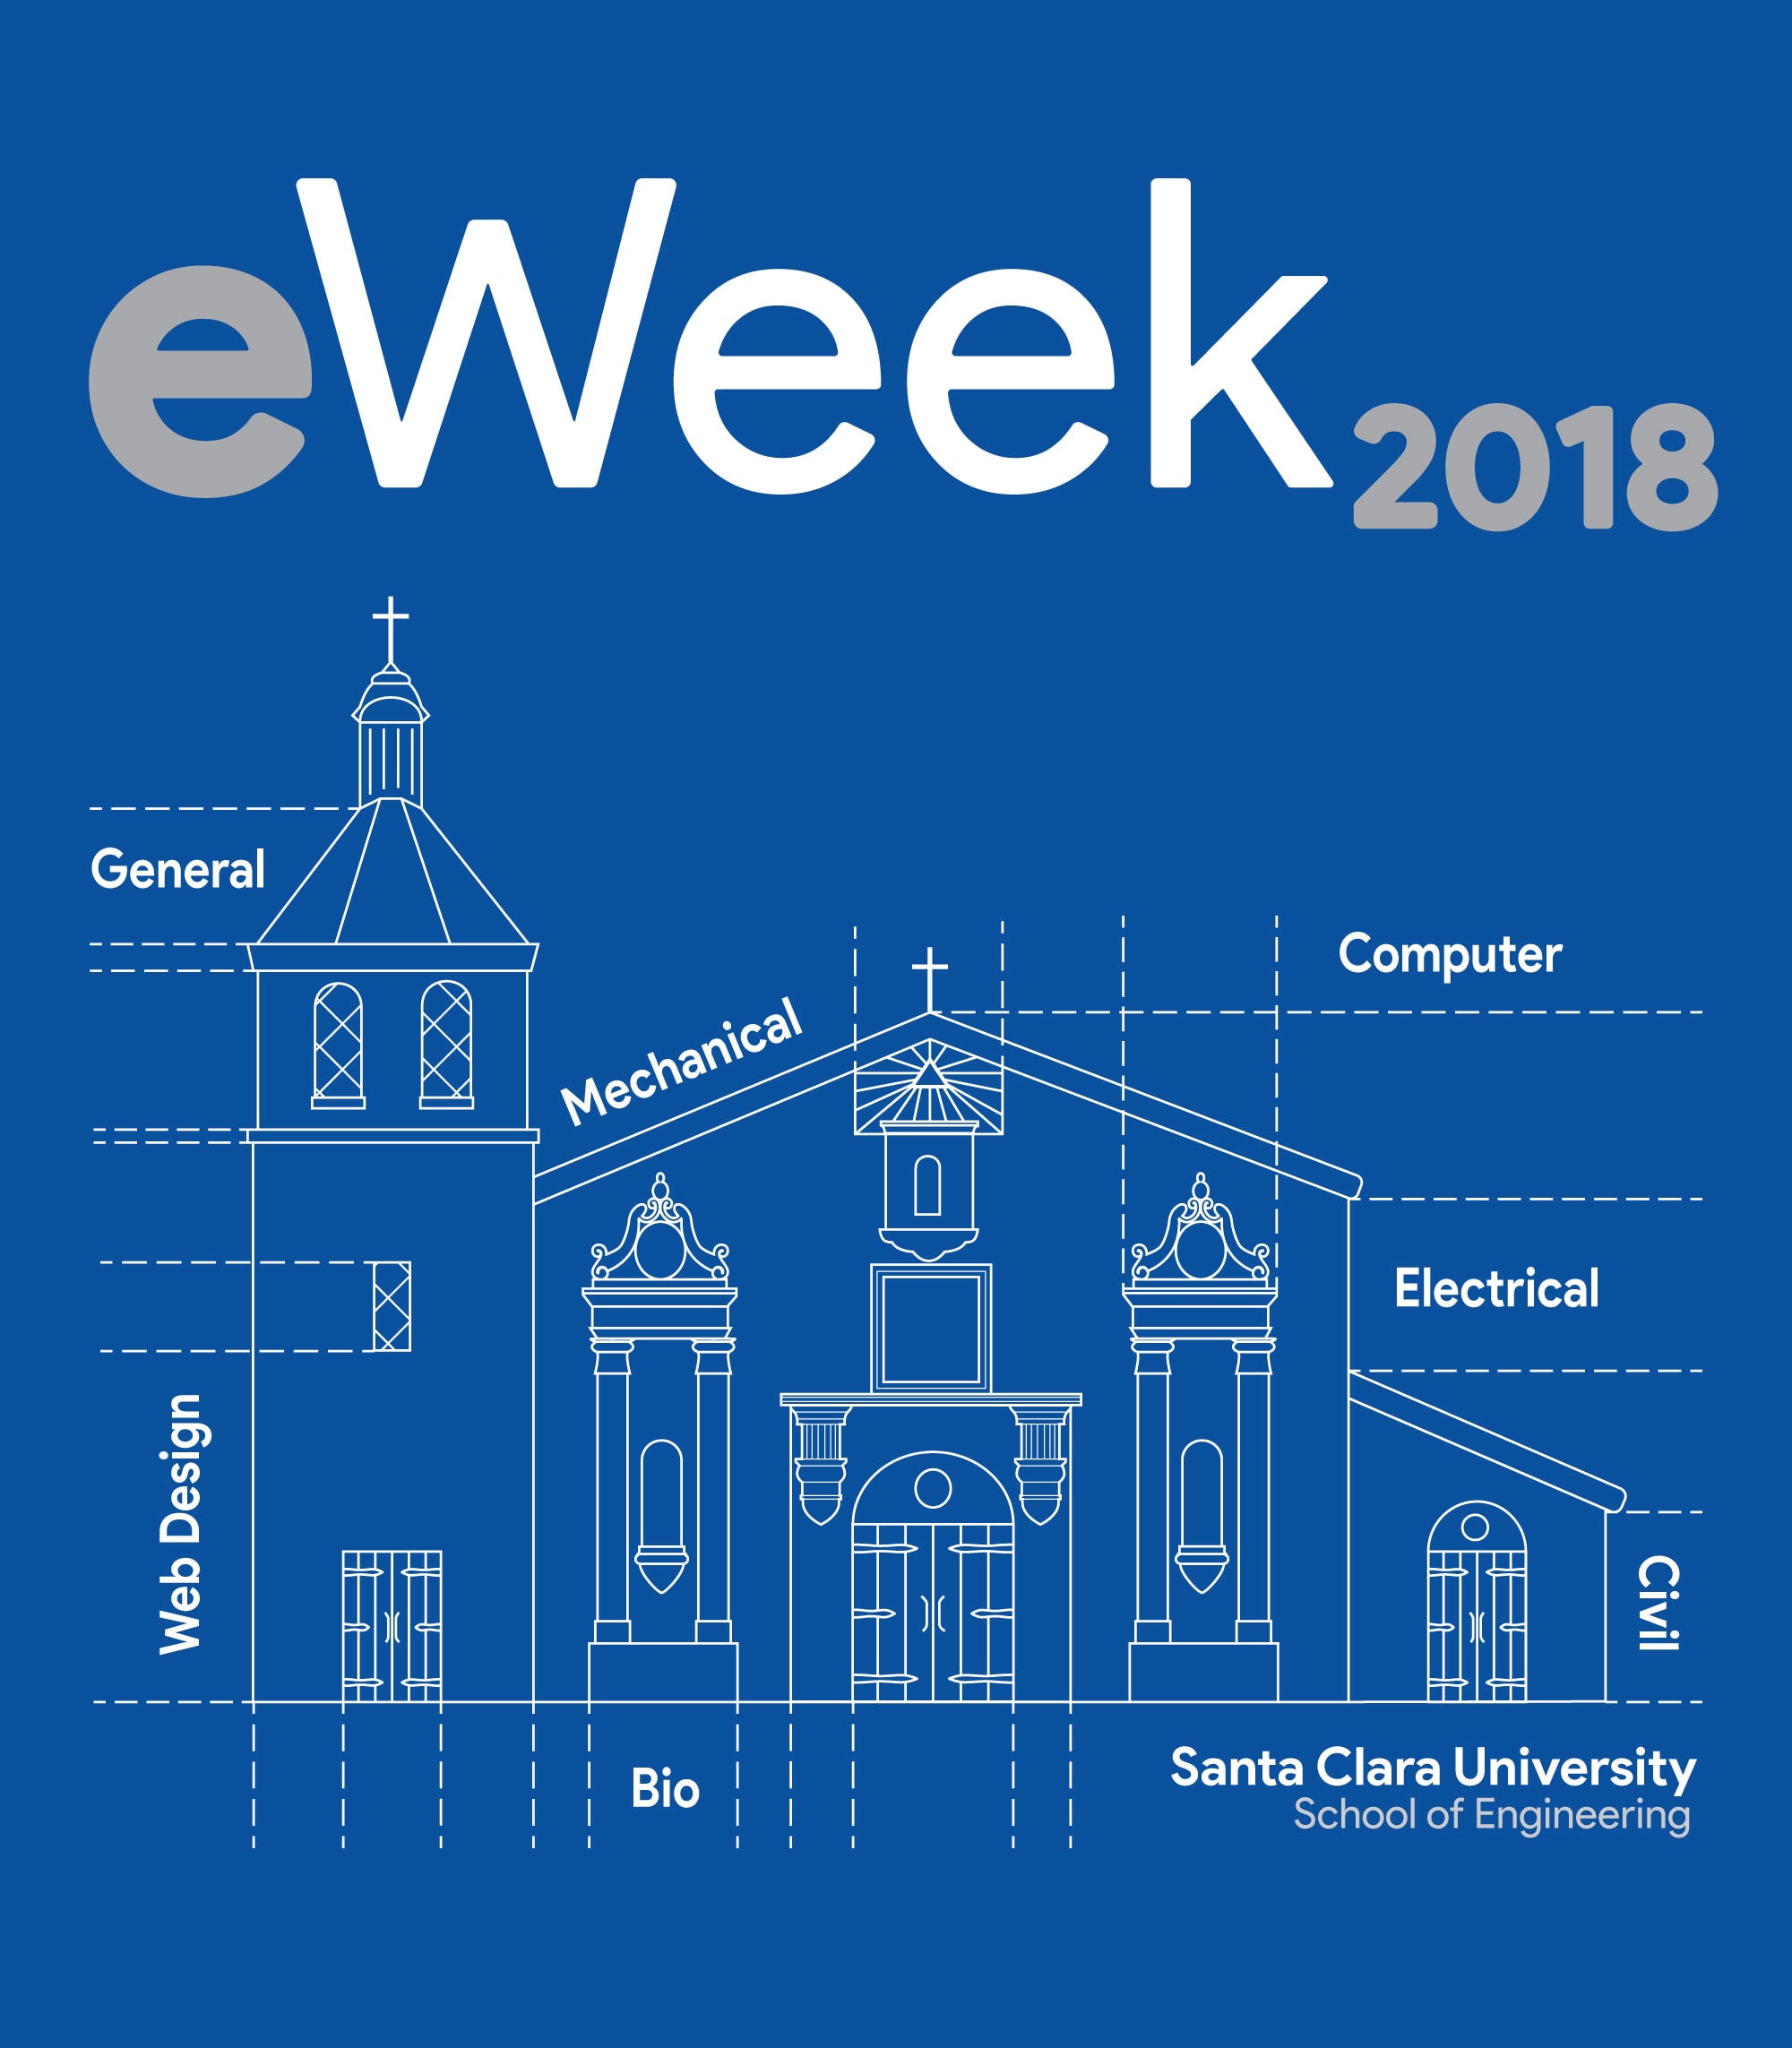 eWeek 2018
General
Computer
Mechanical
Electrical
Web Design
Civil
Bio
Santa Clara University
School of Engineering